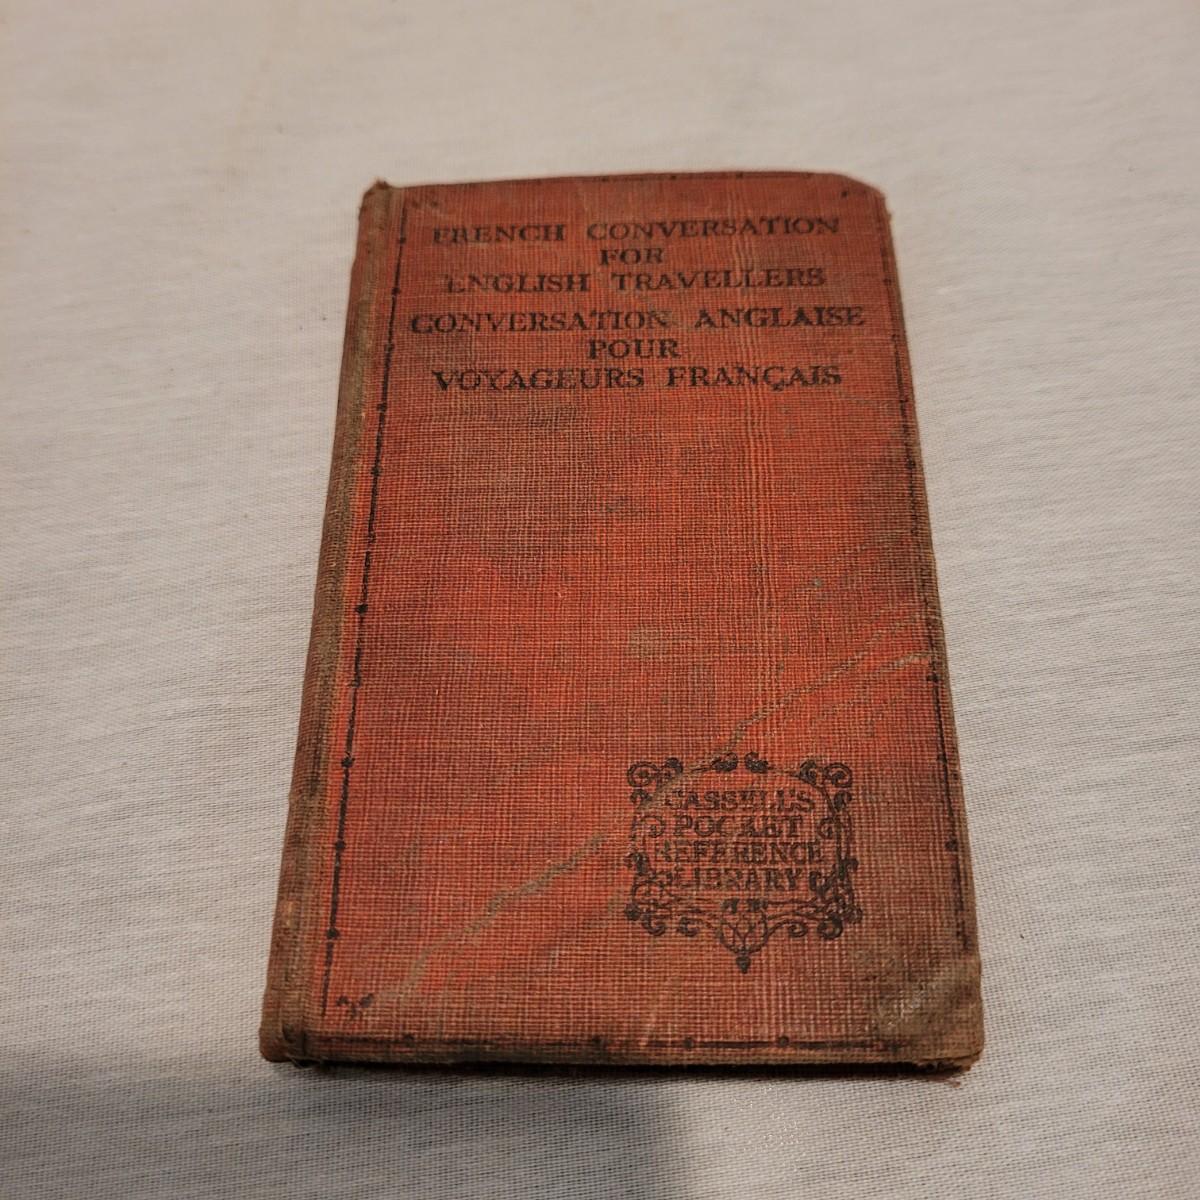 FRENCH CONVERSATION
FOR
ENGLISH TRAVELLERS
CONVERSATION ANGLAISE
POUR
VOYAGEURS FRANÇAIS
CASSELL'S
POCKET
REFERENCE
LIBRARY